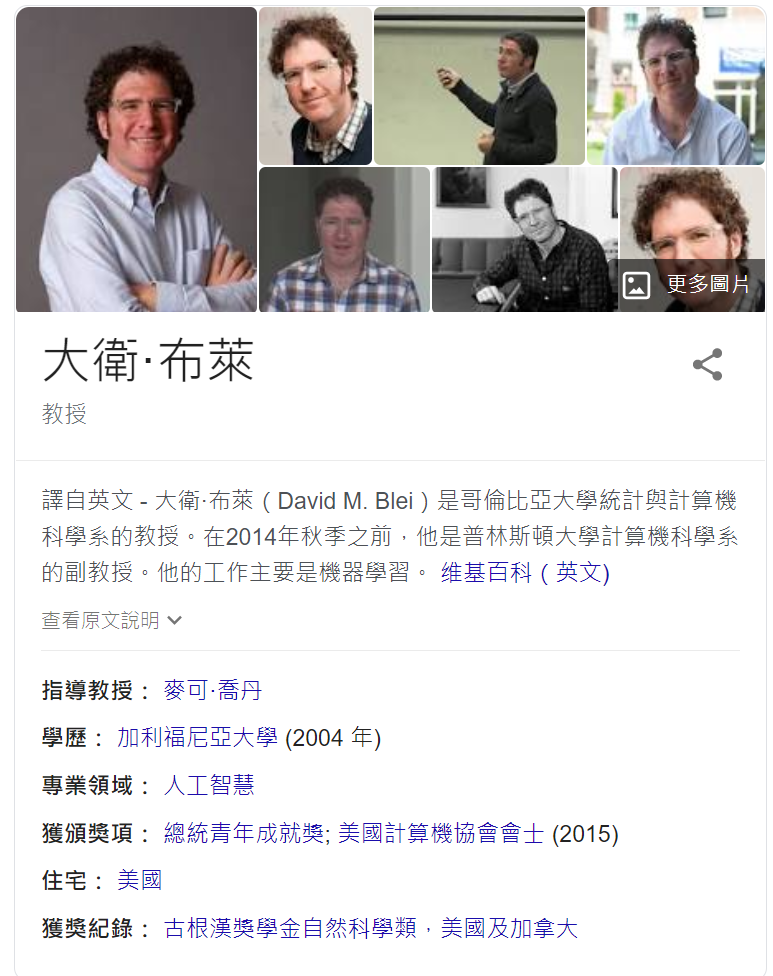 更多圖片
大衛·布萊
教授
譯自英文 - 大衛·布萊（David M. Blei）是哥倫比亞大學統計與計算機
科學系的教授。在2014年秋季之前，他是普林斯頓大學計算機科學系
的副教授。他的工作主要是機器學習。 维基百科（英文）
查看原文說明
指導教授： 麥可·喬丹
學歷： 加利福尼亞大學 (2004 年)
專業領域： 人工智慧
獲頒獎項： 總統青年成就獎; 美國計算機協會會士 (2015)
住宅： 美國
獲獎紀錄： 古根漢獎學金自然科學類，美國及加拿大